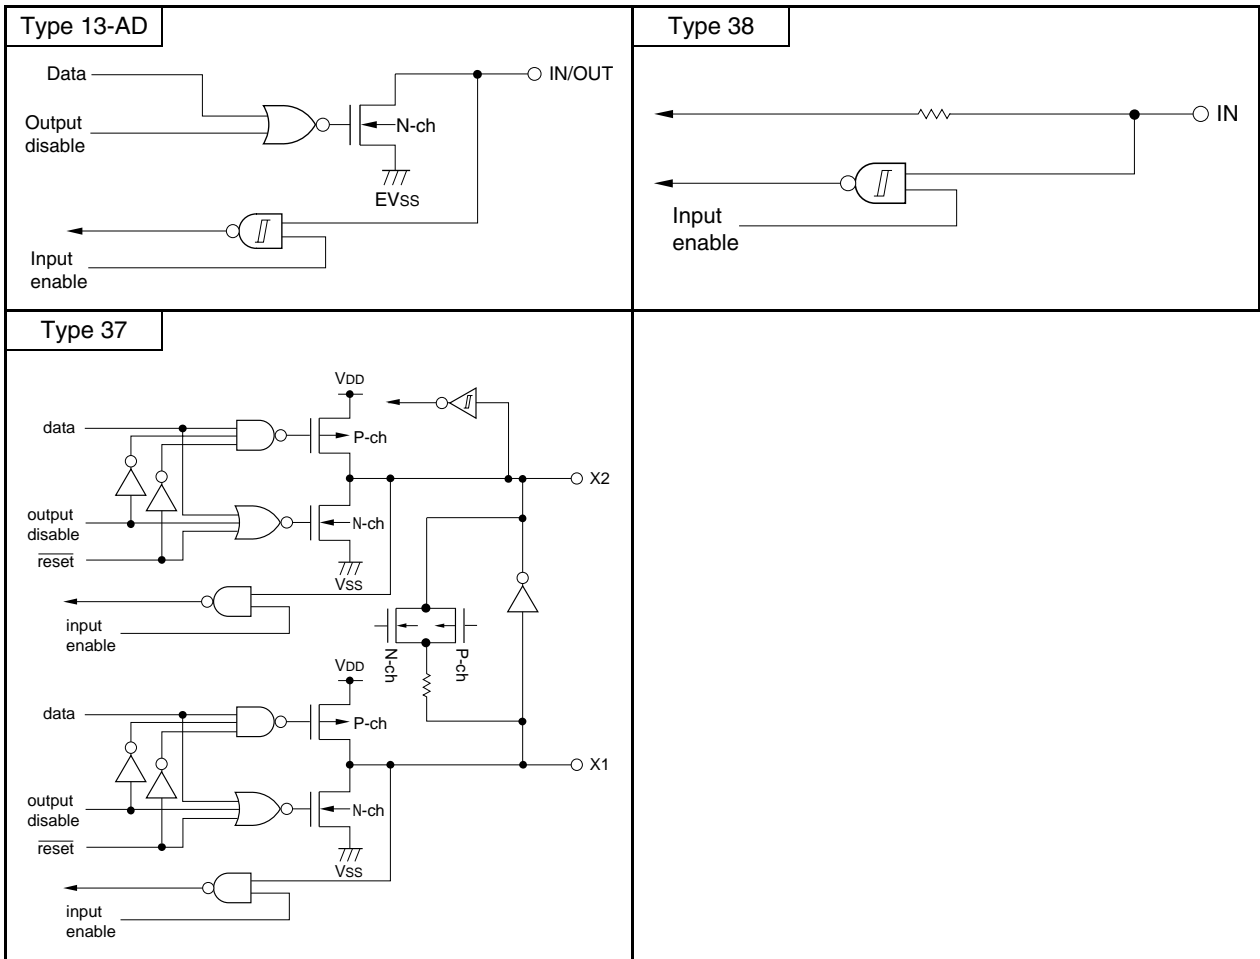 Type 13-AD
Data
IN/OUT
Output
disable
N-ch
EVSS
Input
enable
Type 38
IN
Input
enable
Type 37
VDD
data
P-ch
X2
output
disable
N-ch
reset
VSS
input
enable
N-ch
P-ch
VDD
data
P-ch
X1
output
disable
N-ch
reset
VSS
input
enable